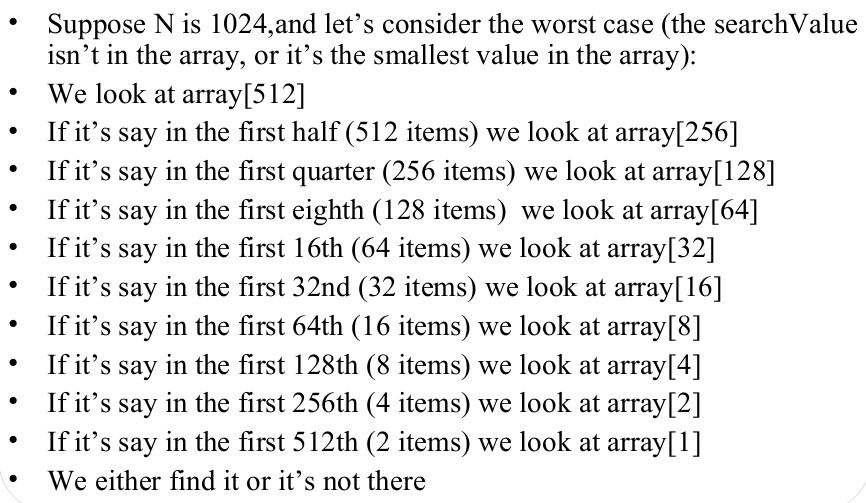 • Suppose N is 1024,and let’s consider the worst case (the searchValue
isn’t in the array, or it’s the smallest value in the array):
• We look at array[512]
• If it’s say in the first half (512 items) we look at array[256]
• If it’s say in the first quarter (256 items) we look at array[128]
• If it’s say in the first eighth (128 items)  we look at array[64]
• If it’s say in the first 16th (64 items) we look at array[32]
• If it’s say in the first 32nd (32 items) we look at array[16]
• If it’s say in the first 64th (16 items) we look at array[8]
• If it’s say in the first 128th (8 items) we look at array[4]
• If it’s say in the first 256th (4 items) we look at array[2]
• If it’s say in the first 512th (2 items) we look at array[1]
• We either find it or it’s not there